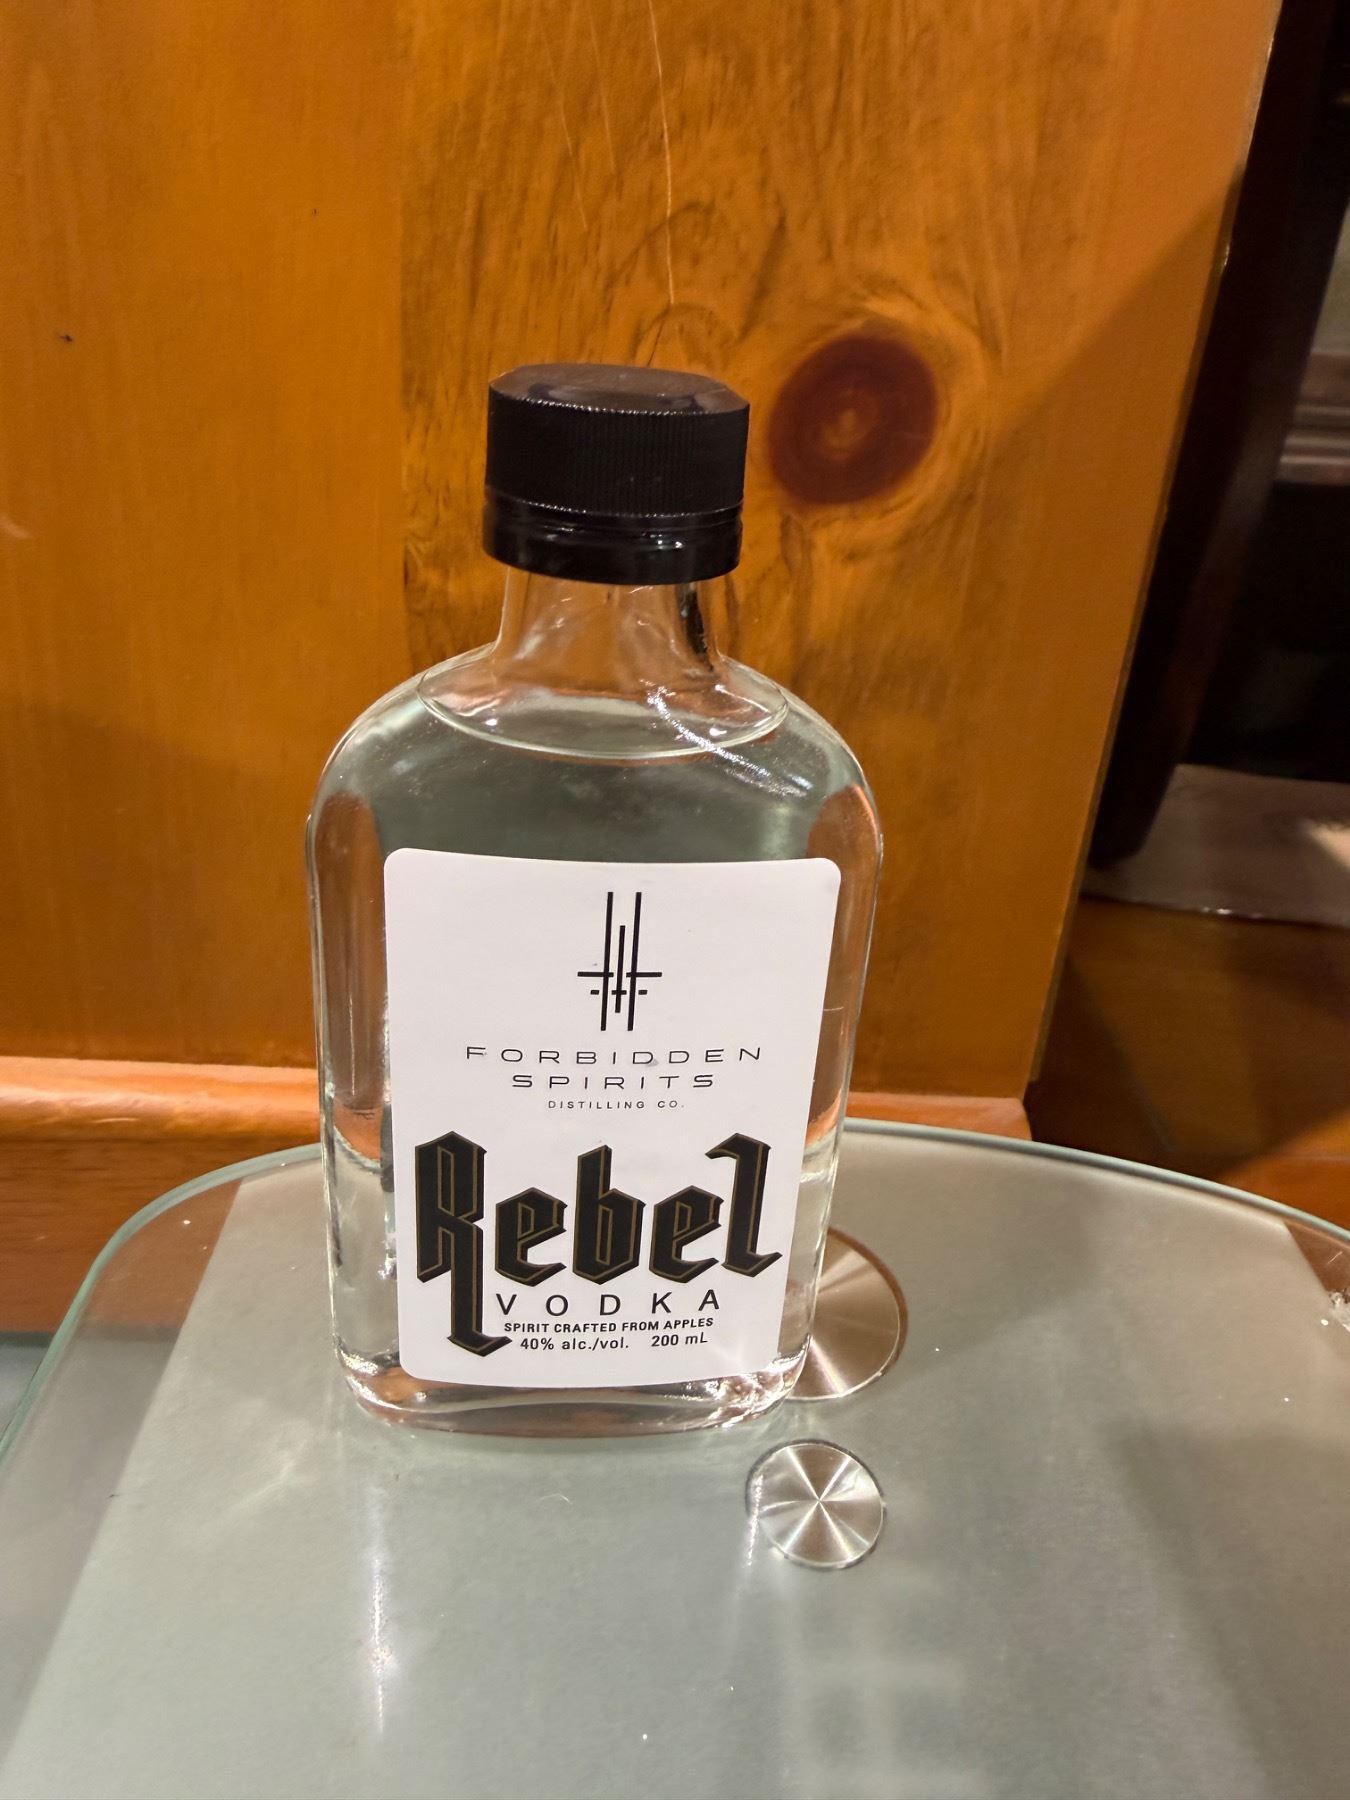 FORBIDDEN
SPIRITS
DISTILLING CO.
Rebel
VODKA
SPIRIT CRAFTED FROM APPLES
40% alc./vol. 200 mL